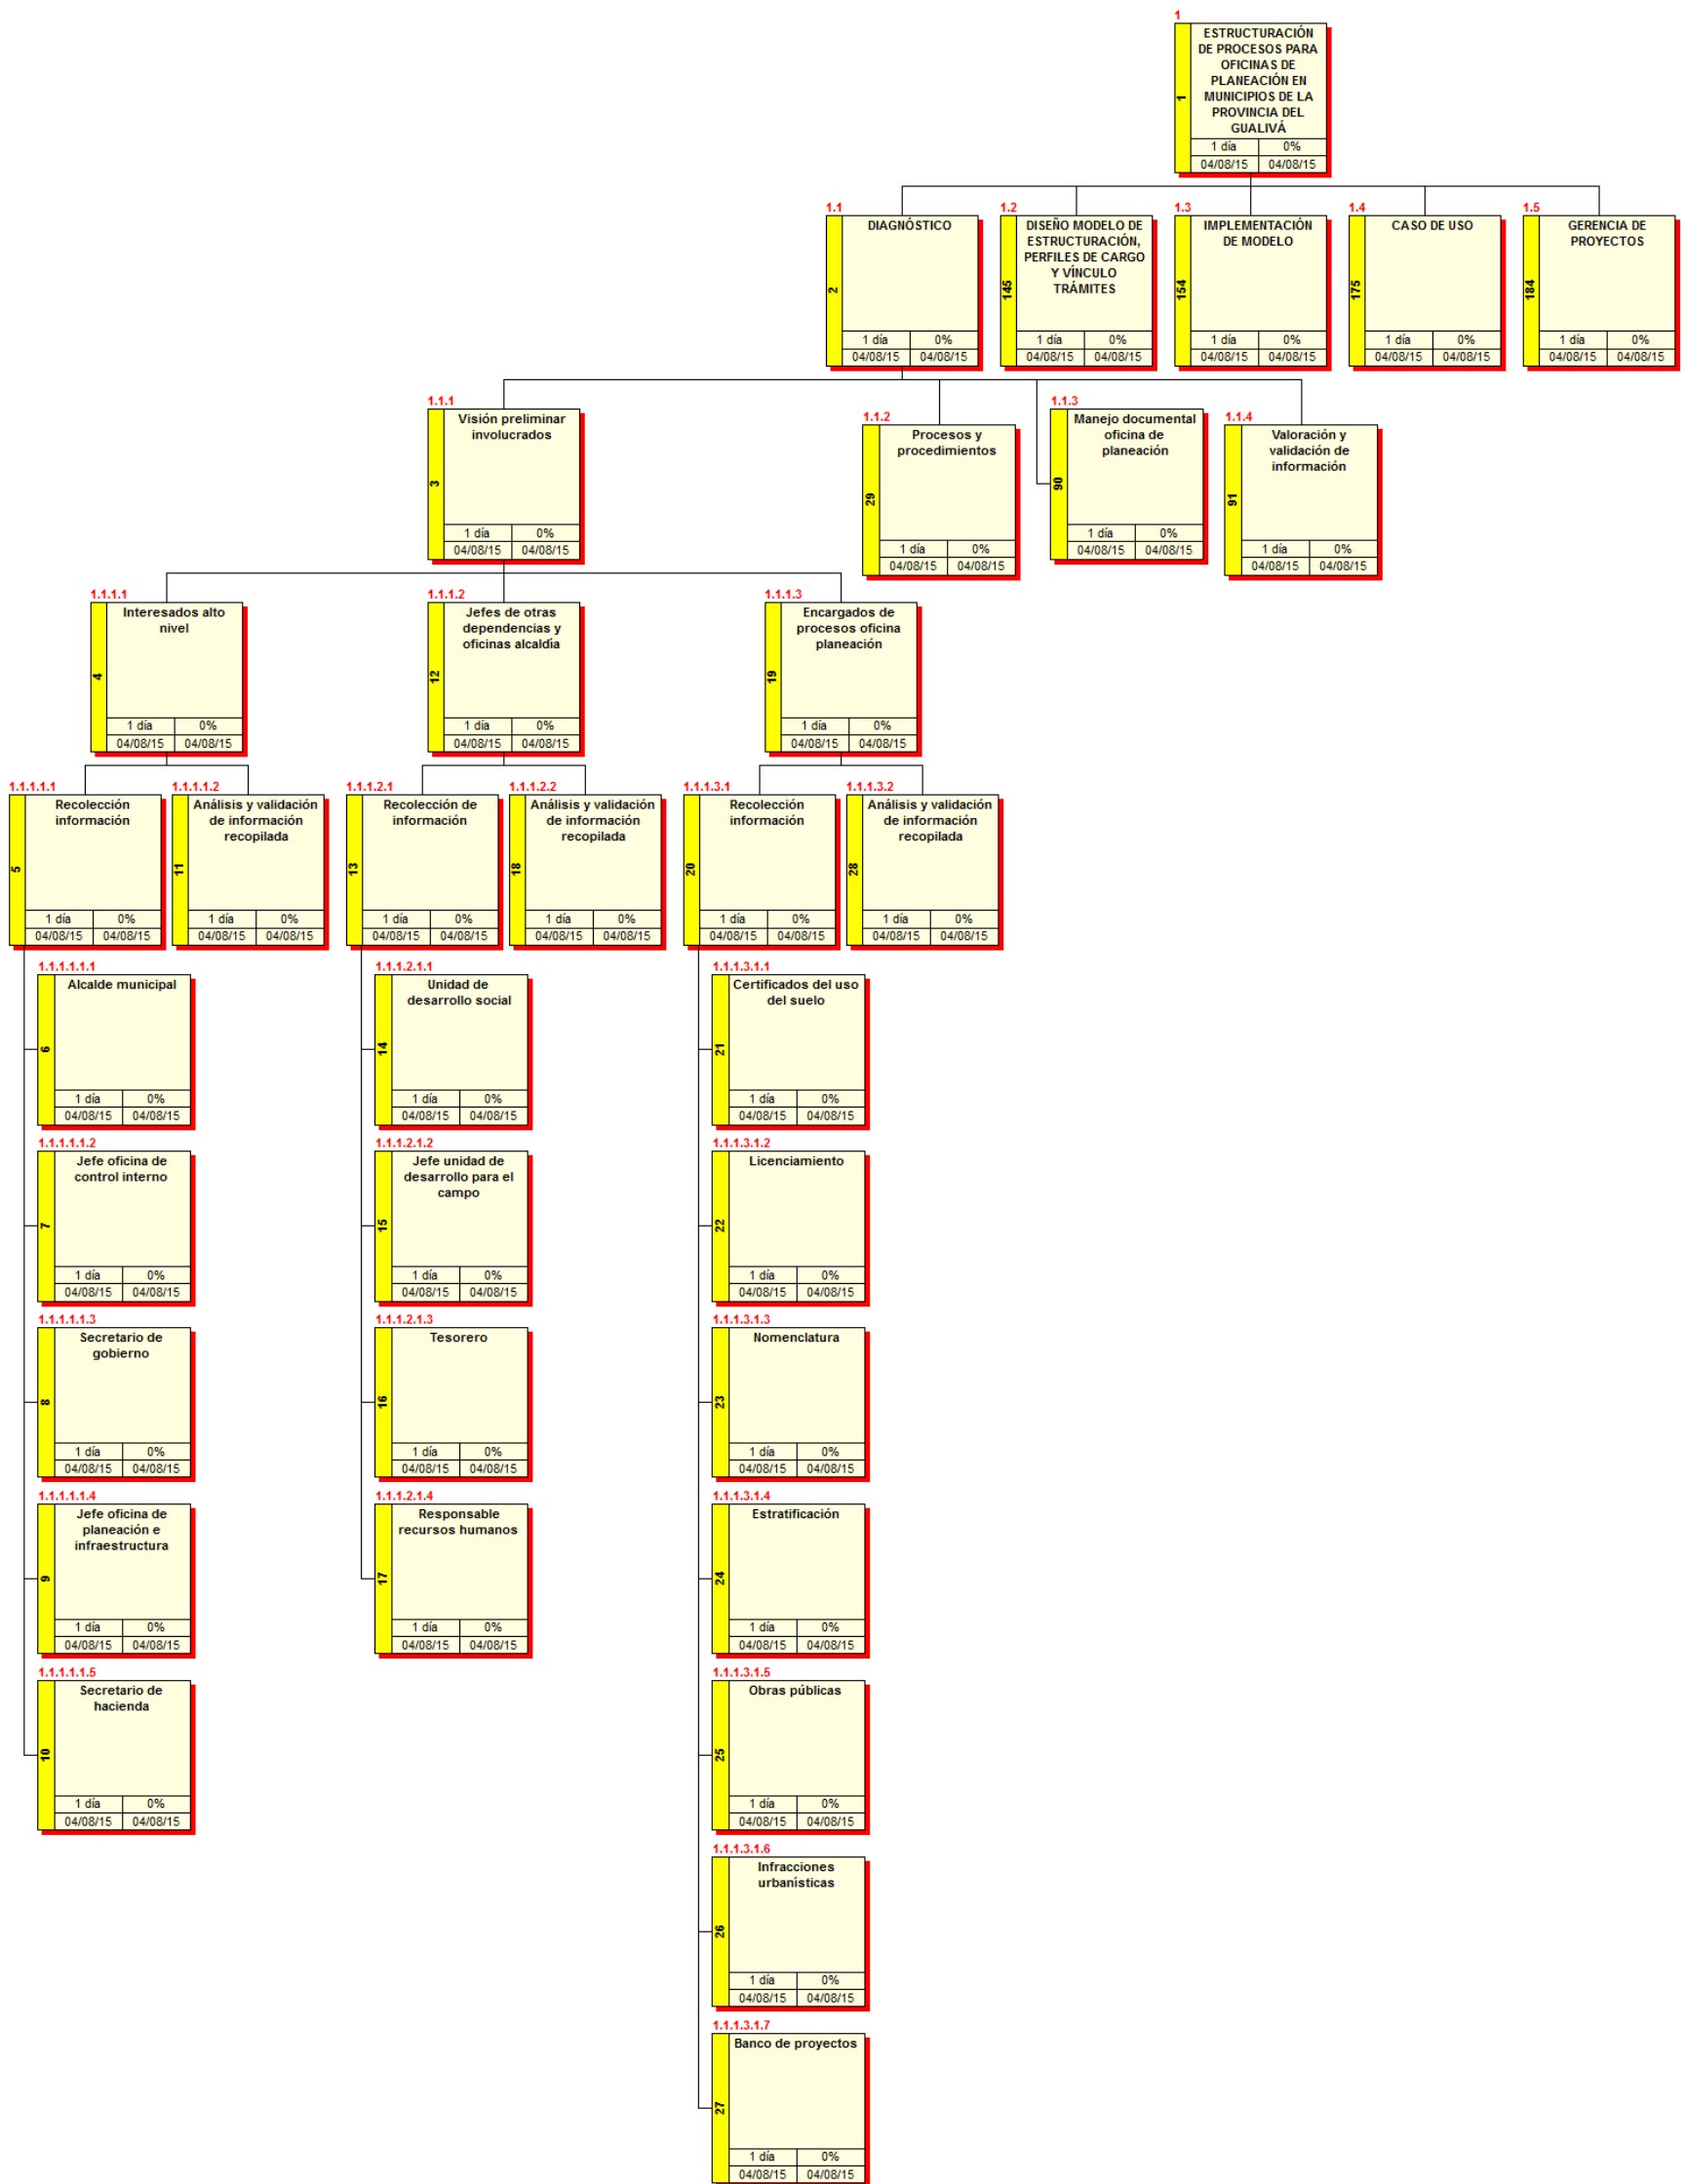 1
ESTRUCTURACIÓN
DE PROCESOS PARA
OFICINAS DE
PLANEACIÓN EN
MUNICIPIOS DE LA
PROVINCIA DEL
GUALIVÁ
1
1 día 0%
04/08/15 04/08/15
1.1
DIAGNÓSTICO
2
1 día 0%
04/08/15 04/08/15
1.2
DISEÑO MODELO DE
ESTRUCTURACIÓN,
PERFILES DE CARGO
Y VÍNCULO
TRÁMITES
145
1 día 0%
04/08/15 04/08/15
1.3
IMPLEMENTACIÓN
DE MODELO
154
1 día 0%
04/08/15 04/08/15
1.4
CASO DE USO
175
1 día 0%
04/08/15 04/08/15
1.5
GERENCIA DE
PROYECTOS
184
1 día 0%
04/08/15 04/08/15
1.1.1
Visión preliminar
involucrados
3
1 día 0%
04/08/15 04/08/15
1.1.2
Procesos y
procedimientos
29
1 día 0%
04/08/15 04/08/15
1.1.3
Manejo documental
oficina de
planeación
90
1 día 0%
04/08/15 04/08/15
1.1.4
Valoración y
validación de
información
91
1 día 0%
04/08/15 04/08/15
1.1.1.1
Interesados alto
nivel
4
1 día 0%
04/08/15 04/08/15
1.1.1.2
Jefes de otras
dependencias y
oficinas alcaldía
12
1 día 0%
04/08/15 04/08/15
1.1.1.3
Encargados de
procesos oficina
planeación
19
1 día 0%
04/08/15 04/08/15
1.1.1.1.1
Recolección
información
5
1 día 0%
04/08/15 04/08/15
1.1.1.1.2
Análisis y validación
de información
recopilada
11
1 día 0%
04/08/15 04/08/15
1.1.1.2.1
Recolección de
información
13
1 día 0%
04/08/15 04/08/15
1.1.1.2.2
Análisis y validación
de información
recopilada
18
1 día 0%
04/08/15 04/08/15
1.1.1.3.1
Recolección
información
20
1 día 0%
04/08/15 04/08/15
1.1.1.3.2
Análisis y validación
de información
recopilada
28
1 día 0%
04/08/15 04/08/15
1.1.1.1.1.1
Alcalde municipal
6
1 día 0%
04/08/15 04/08/15
1.1.1.1.1.2
Jefe oficina de
control interno
7
1 día 0%
04/08/15 04/08/15
1.1.1.1.1.3
Secretario de
gobierno
8
1 día 0%
04/08/15 04/08/15
1.1.1.1.1.4
Jefe oficina de
planeación e
infraestructura
9
1 día 0%
04/08/15 04/08/15
1.1.1.1.1.5
Secretario de
hacienda
10
1 día 0%
04/08/15 04/08/15
1.1.1.2.1.1
Unidad de
desarrollo social
14
1 día 0%
04/08/15 04/08/15
1.1.1.2.1.2
Jefe unidad de
desarrollo para el
campo
15
1 día 0%
04/08/15 04/08/15
1.1.1.2.1.3
Tesorero
16
1 día 0%
04/08/15 04/08/15
1.1.1.2.1.4
Responsable
recursos humanos
17
1 día 0%
04/08/15 04/08/15
1.1.1.3.1.1
Certificados del uso
del suelo
21
1 día 0%
04/08/15 04/08/15
1.1.1.3.1.2
Licenciamiento
22
1 día 0%
04/08/15 04/08/15
1.1.1.3.1.3
Nomenclatura
23
1 día 0%
04/08/15 04/08/15
1.1.1.3.1.4
Estratificación
24
1 día 0%
04/08/15 04/08/15
1.1.1.3.1.5
Obras públicas
25
1 día 0%
04/08/15 04/08/15
1.1.1.3.1.6
Infracciones
urbanísticas
26
1 día 0%
04/08/15 04/08/15
1.1.1.3.1.7
Banco de proyectos
27
1 día 0%
04/08/15 04/08/15